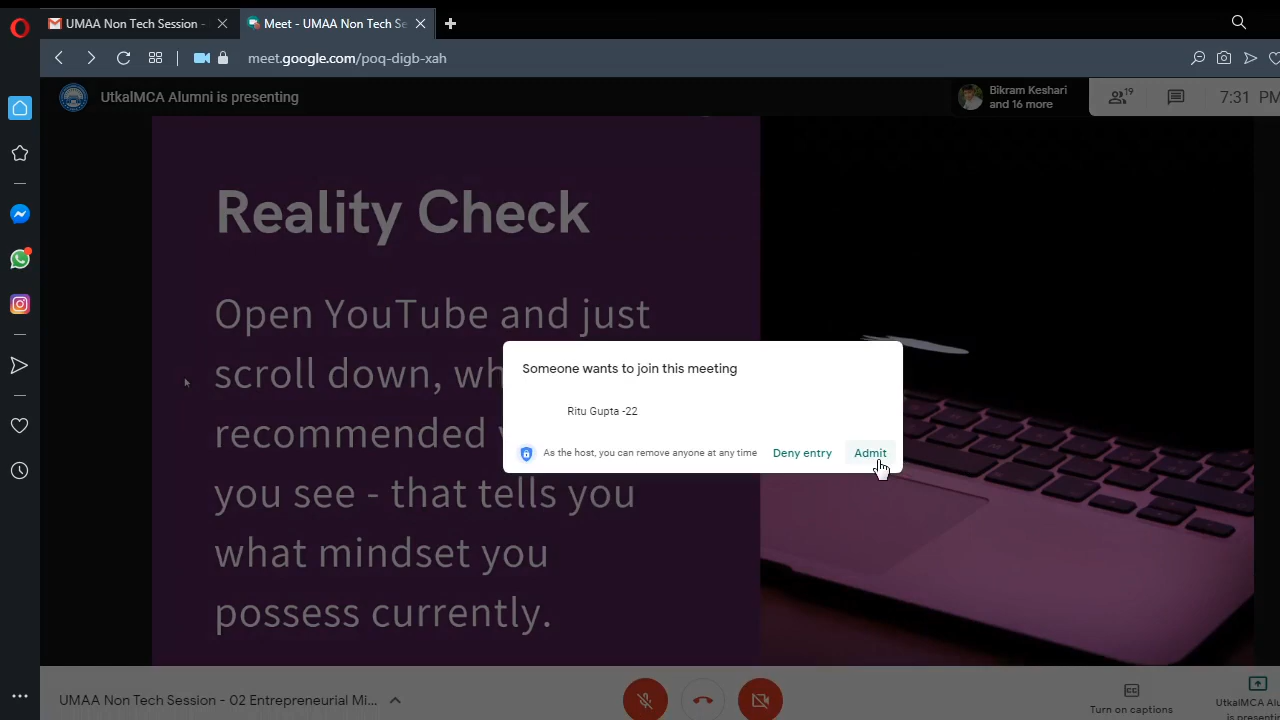 UMAA Non Tech Session -
Meet - UMAA Non Tech Se
meet.google.com/poq-digb-xah
UtkalMCA Alumni is presenting
Bikram Keshari
and 16 more
19
7:31 PM
Reality Check
Open YouTube and just
scroll down, wh
recommended
you see - that tells you
what mindset you
possess currently.
Someone wants to join this meeting
Ritu Gupta -22
As the host, you can remove anyone at any time
Deny entry
Admit
UMAA Non Tech Session - 02 Entrepreneurial Mi...
Turn on captions
UtkalMCA Alu
is presenti